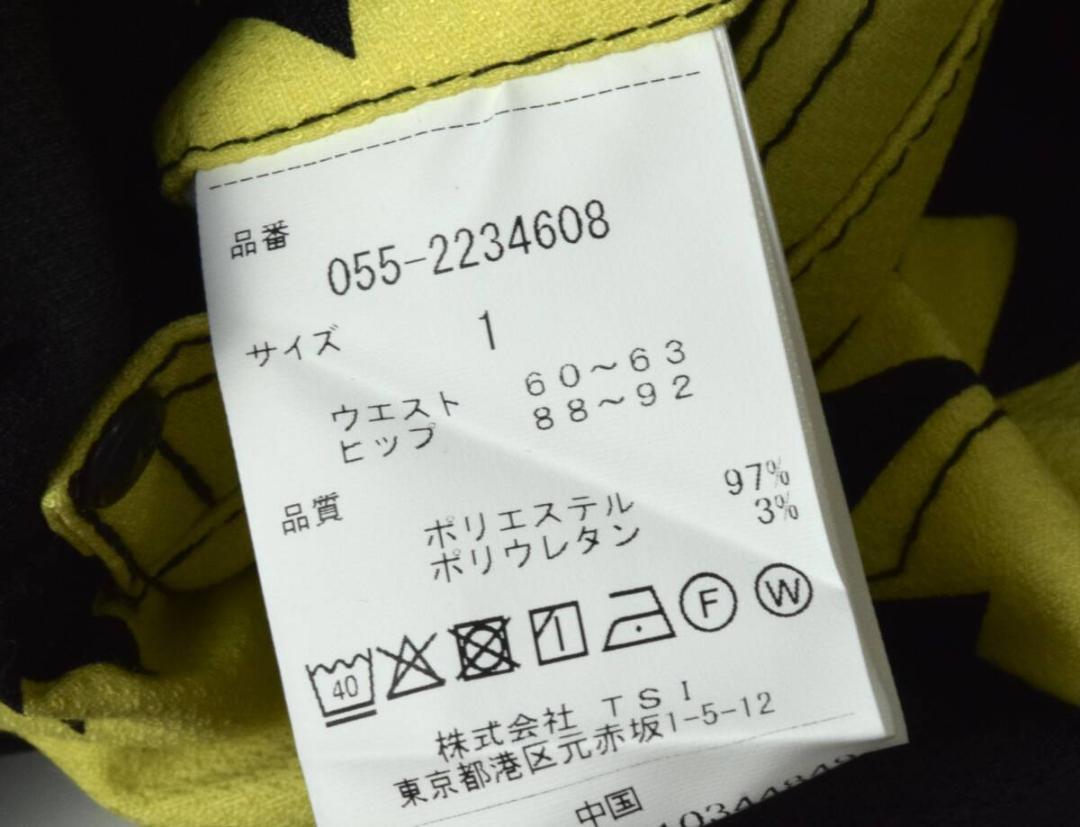 品番
055-2234608
サイズ 1
ウエスト 60～63
ヒップ 88～92
品質
ポリエステル 97%
ポリウレタン 3%
40
F W
株式会社 TSI
東京都港区元赤坂1-5-12
中国